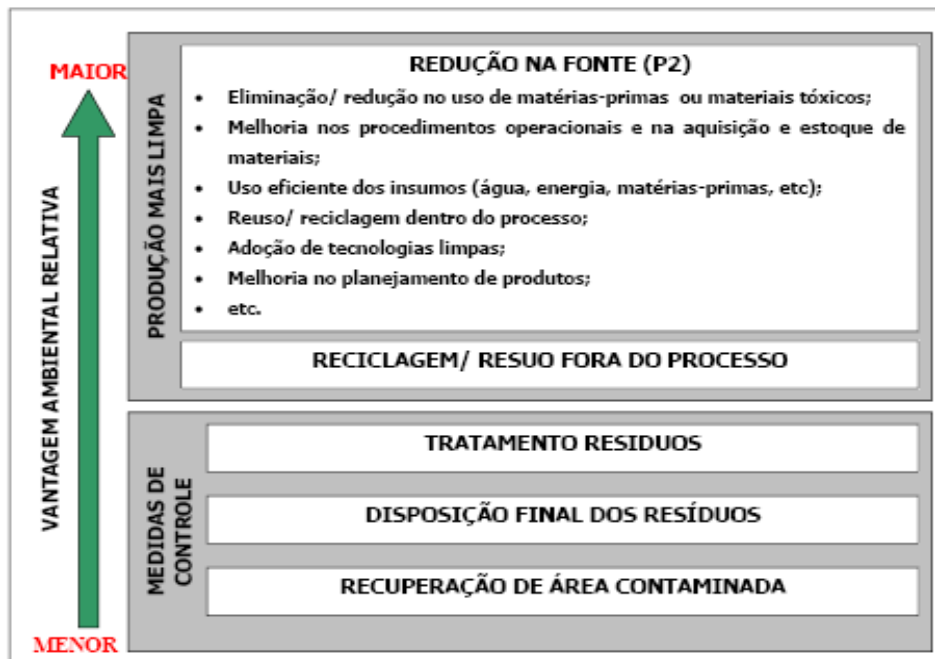 MAIOR
VANTAGEM AMBIENTAL RELATIVA
MENOR
PRODUÇÃO MAIS LIMPA
REDUÇÃO NA FONTE (P2)
• Eliminação/ redução no uso de matérias-primas ou materiais tóxicos;
• Melhoria nos procedimentos operacionais e na aquisição e estoque de
materiais;
• Uso eficiente dos insumos (água, energia, matérias-primas, etc);
• Reuso/ reciclagem dentro do processo;
• Adoção de tecnologias limpas;
• Melhoria no planejamento de produtos;
• etc.
RECICLAGEM/ RESUO FORA DO PROCESSO
MEDIDAS DE
CONTROLE
TRATAMENTO RESIDUOS
DISPOSIÇÃO FINAL DOS RESÍDUOS
RECUPERAÇÃO DE ÁREA CONTAMINADA